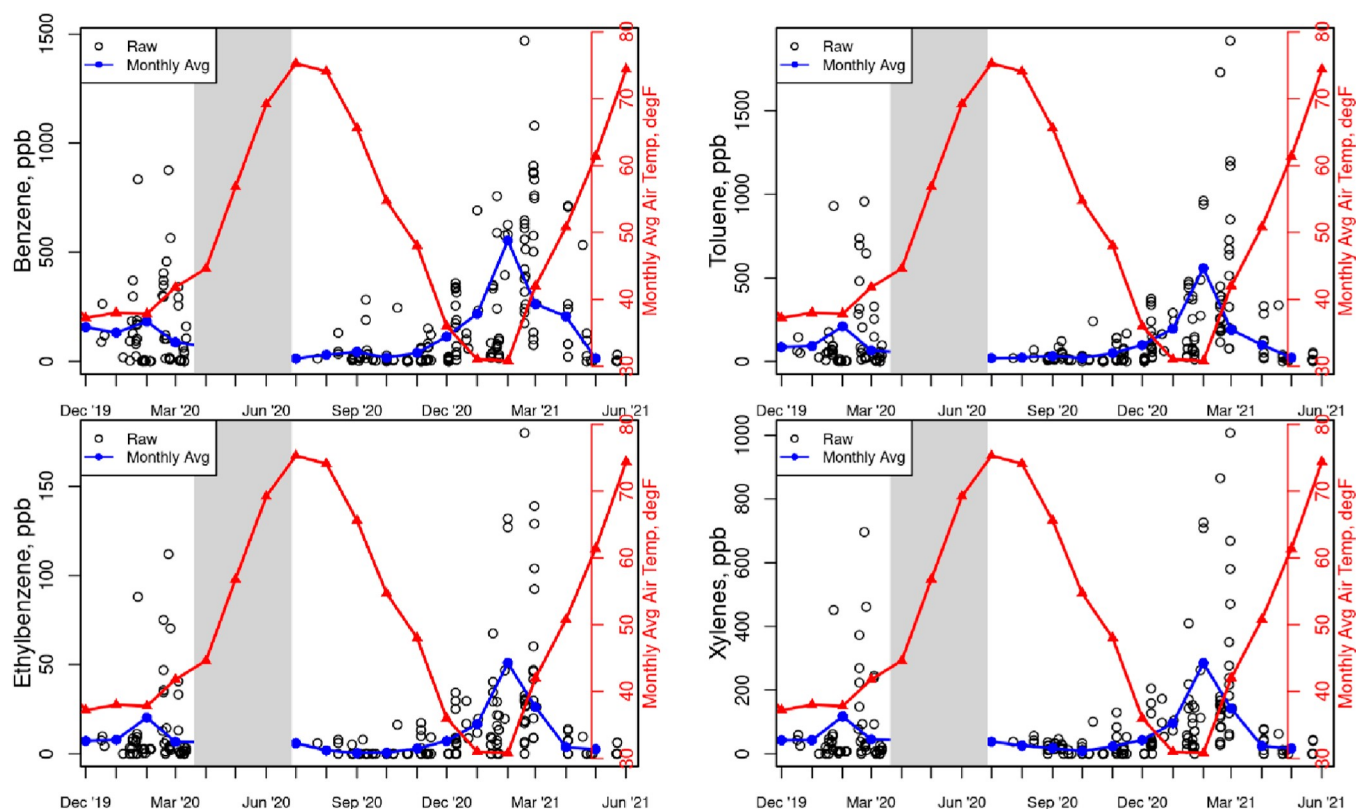 Raw
Monthly Avg
Benzene, ppb
0
500
1000
1500
Monthly Avg Air Temp, degF
30
40
50
60
70
80
Dec '19
Mar '20
Jun '20
Sep '20
Dec '20
Mar '21
Jun '21
Raw
Monthly Avg
Toluene, ppb
0
500
1000
1500
Monthly Avg Air Temp, degF
30
40
50
60
70
80
Dec '19
Mar '20
Jun '20
Sep '20
Dec '20
Mar '21
Jun '21
Raw
Monthly Avg
Ethylbenzene, ppb
0
50
100
150
Monthly Avg Air Temp, degF
30
40
50
60
70
80
Dec '19
Mar '20
Jun '20
Sep '20
Dec '20
Mar '21
Jun '21
Raw
Monthly Avg
Xylenes, ppb
0
200
400
600
800
1000
Monthly Avg Air Temp, degF
30
40
50
60
70
80
Dec '19
Mar '20
Jun '20
Sep '20
Dec '20
Mar '21
Jun '21